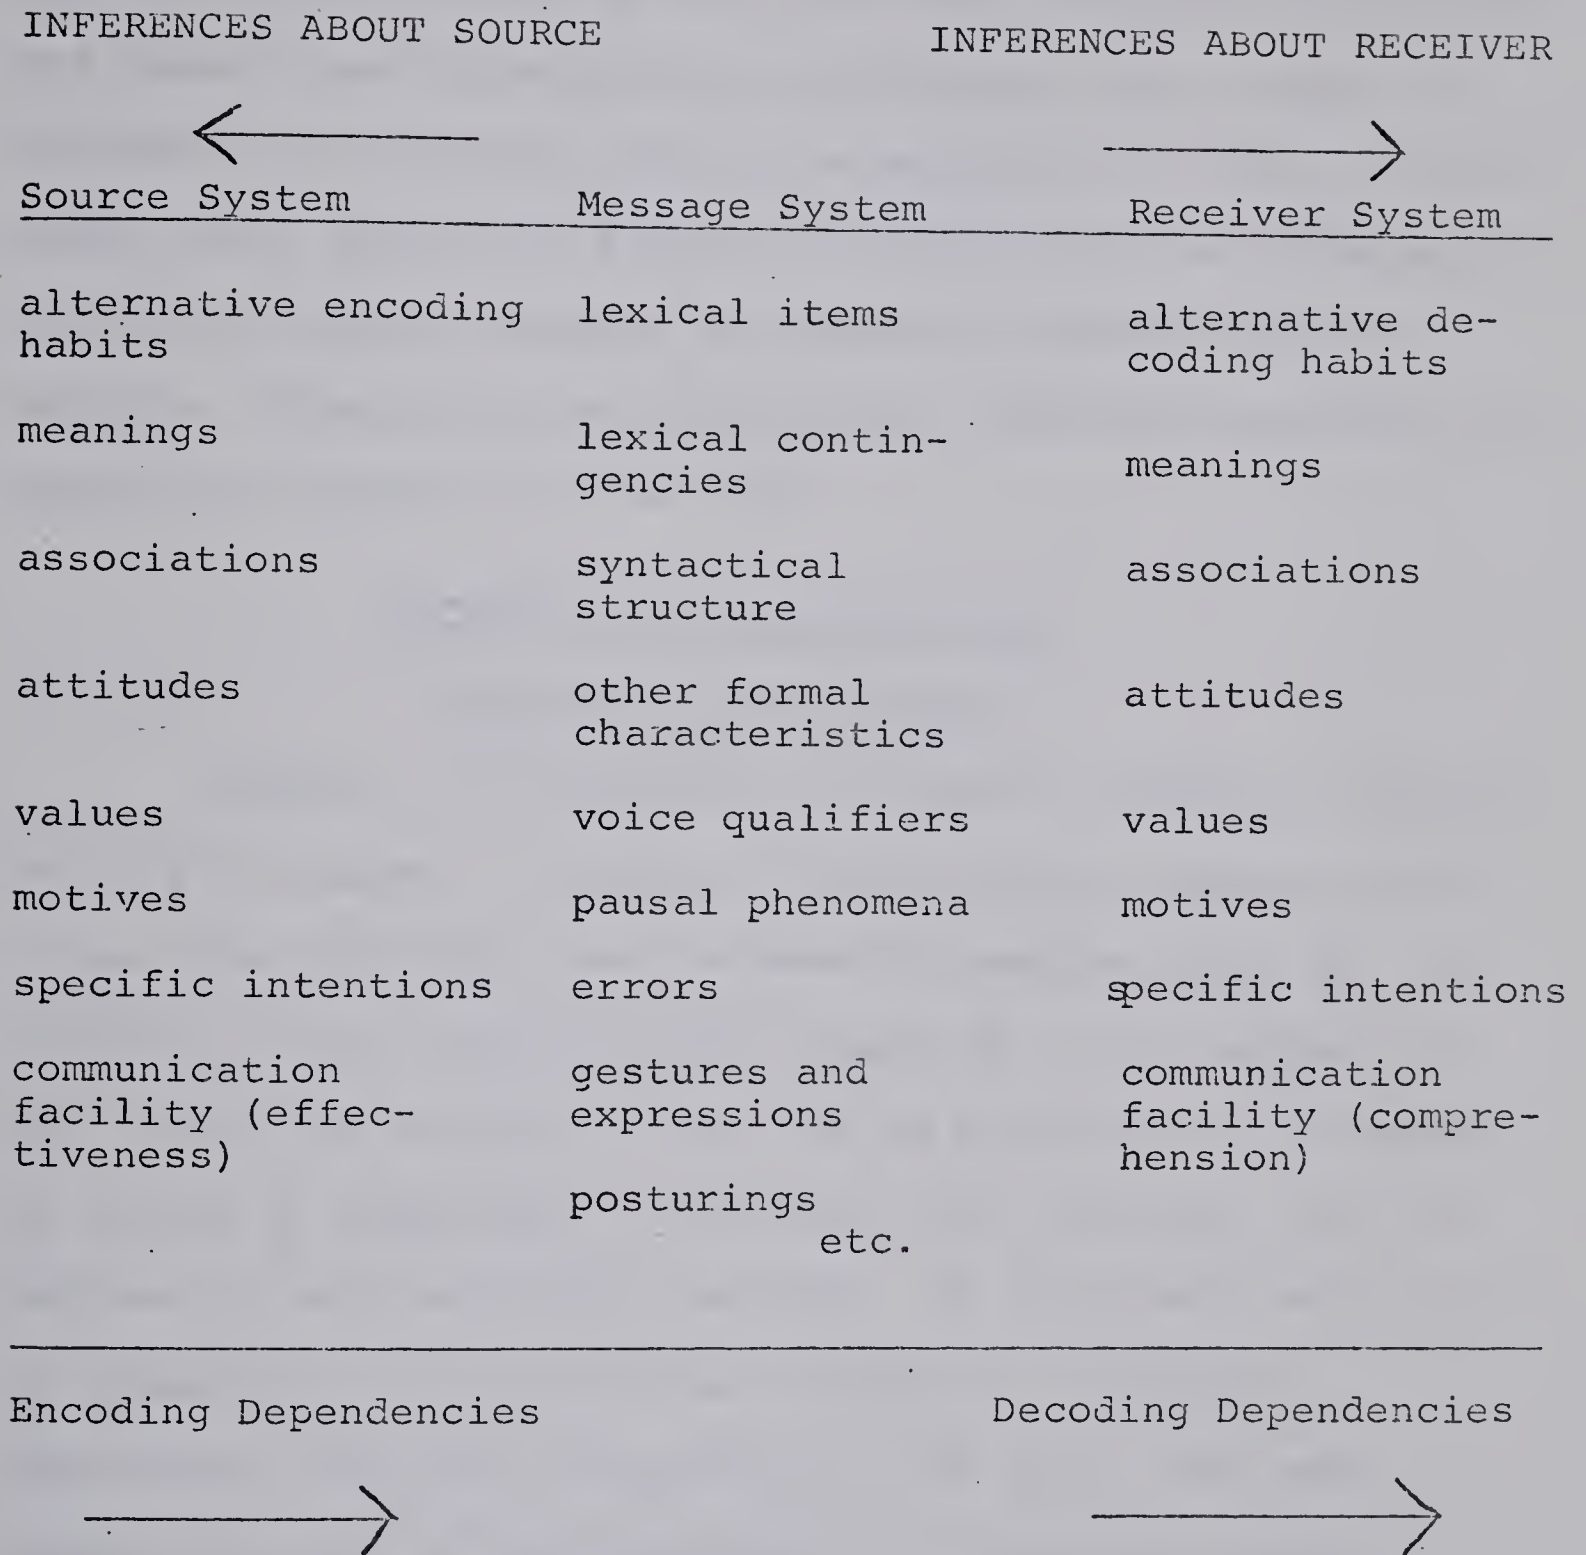 INFERENCES ABOUT SOURCE
INFERENCES ABOUT RECEIVER
Source System
Message System
Receiver System
alternative encoding
habits
lexical items
alternative de-
coding habits
meanings
lexical contin-
gencies
meanings
associations
syntactical
structure
associations
attitudes
other formal
characteristics
attitudes
values
voice qualifiers
values
motives
pausal phenomena
motives
specific intentions
errors
specific intentions
communication
facility (effec-
tiveness)
gestures and
expressions
communication
facility (compre-
hension)
posturings
etc.
Encoding Dependencies
Decoding Dependencies